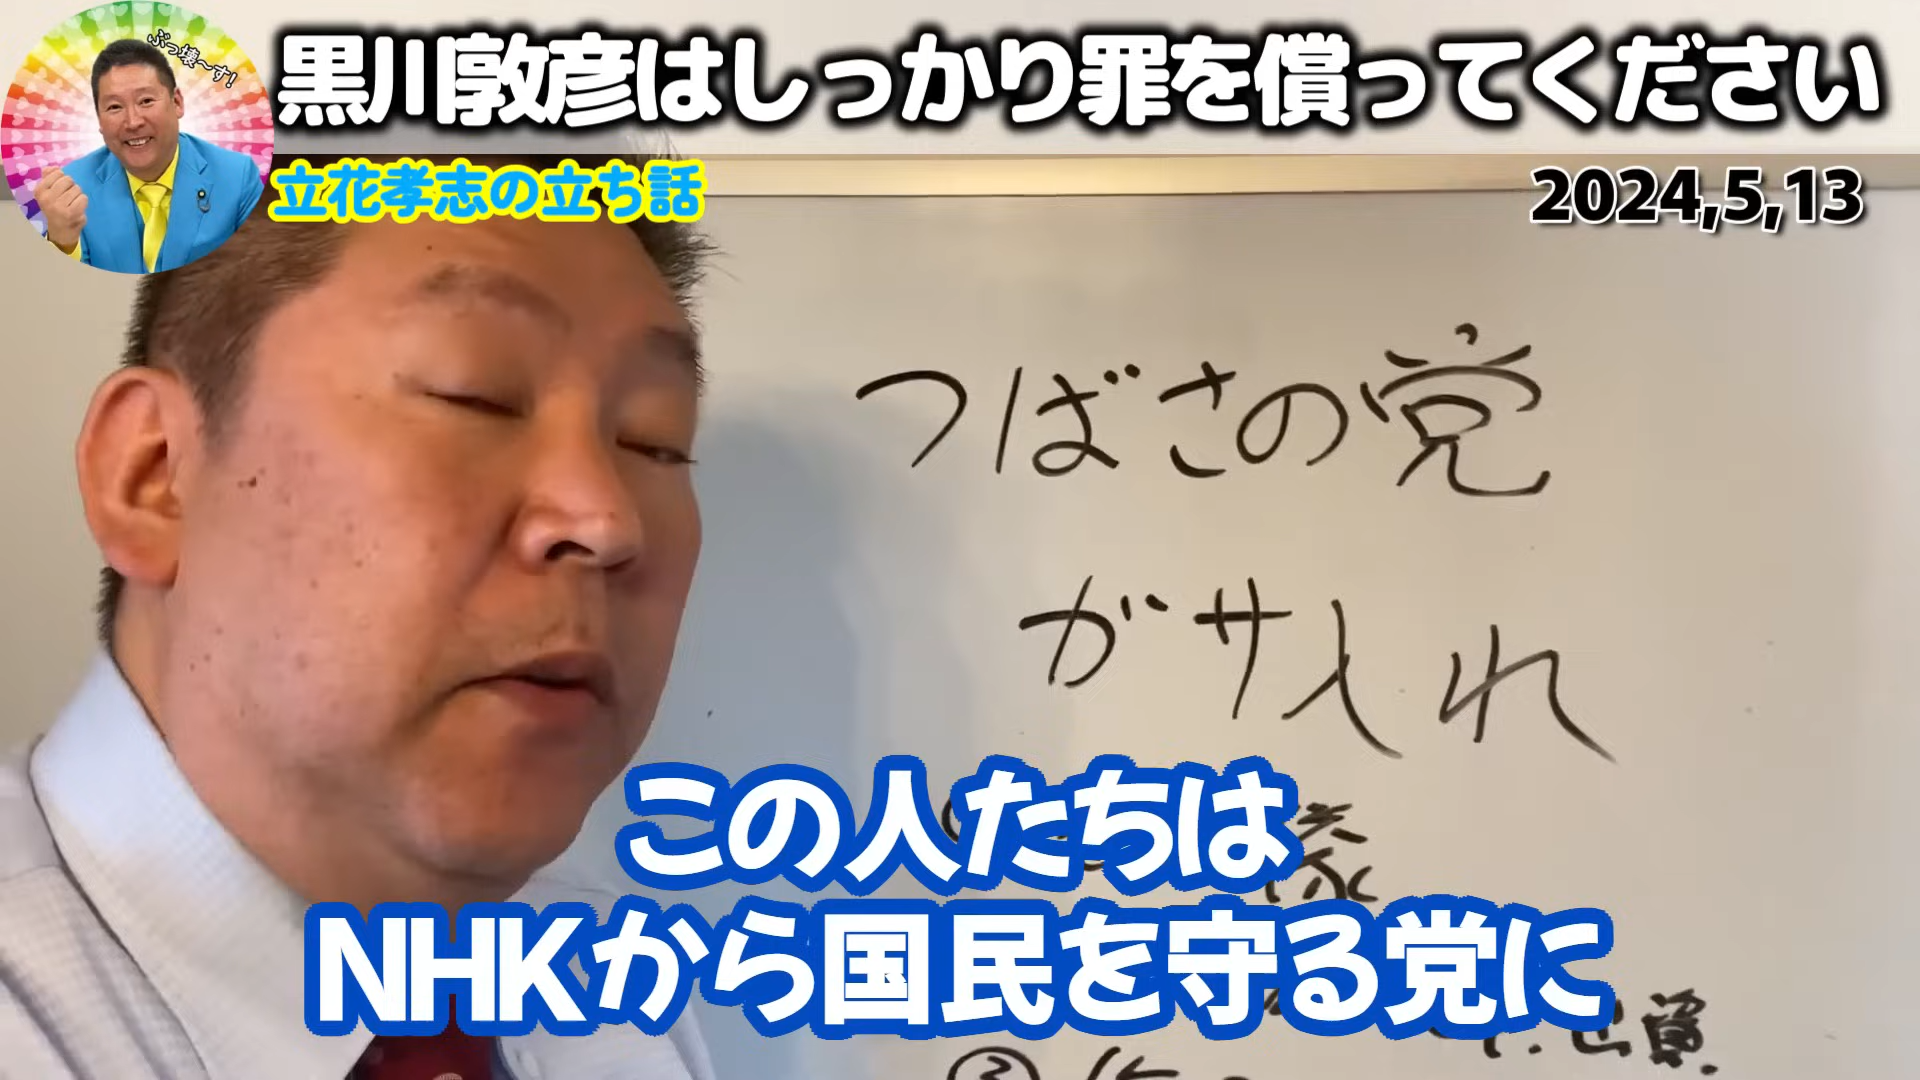 ぶっ壊~す!
黒川敦彦はしっかり罪を償ってください
立花孝志の立ち話
2024,5,13
つばさの党
ガサ入れ
この人たちは
NHKから国民を守る党に
③